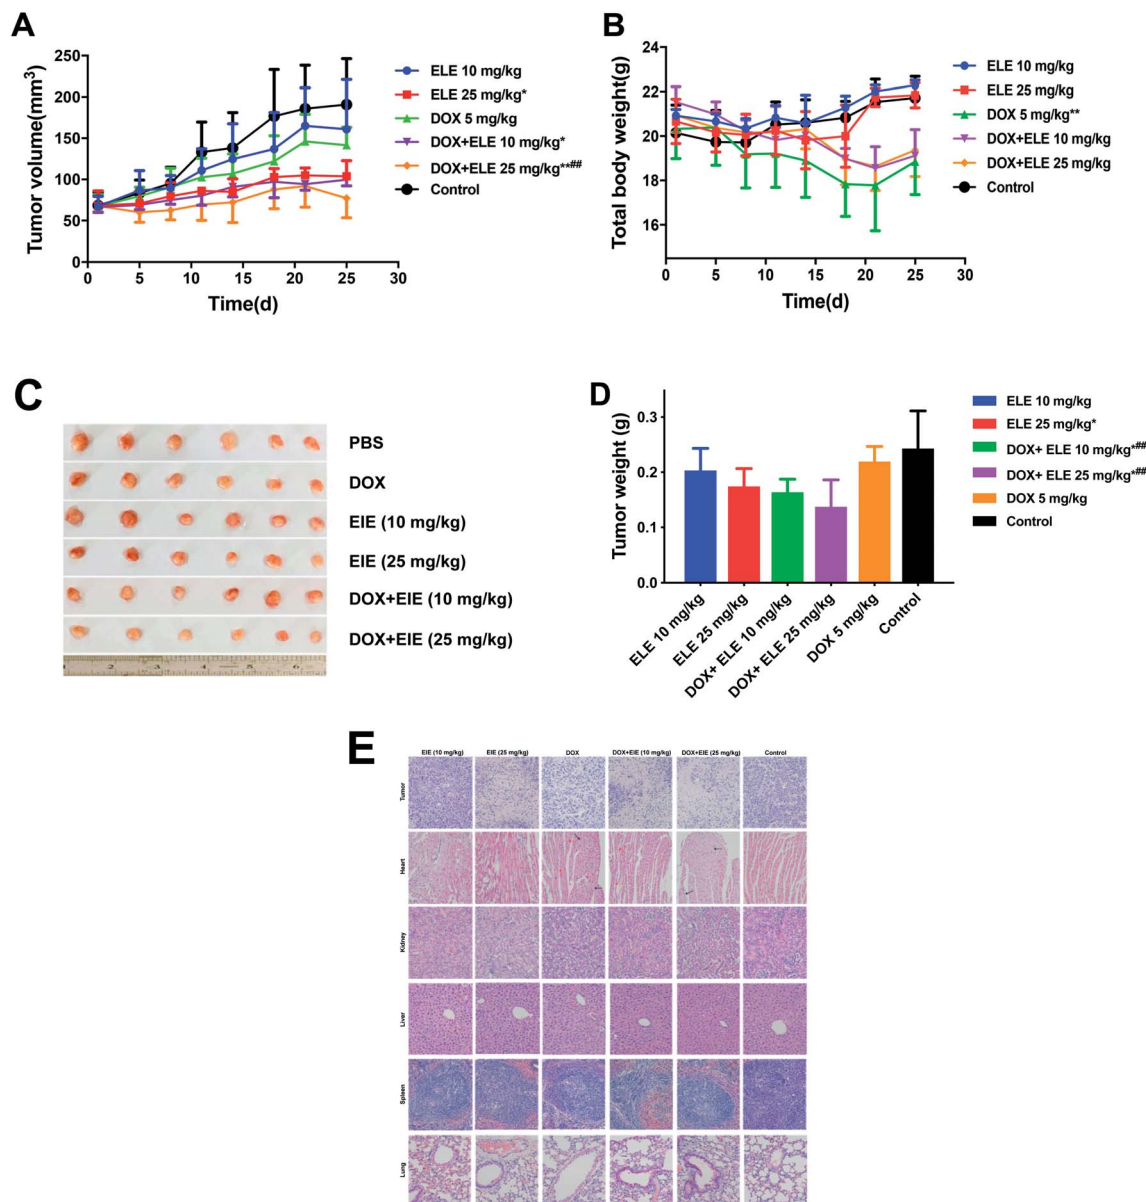 A
Tumor volume(mm³)
250
200
150
100
50
0
0 5 10 15 20 25 30
Time(d)
ELE 10 mg/kg
ELE 25 mg/kg*
DOX 5 mg/kg
DOX+ELE 10 mg/kg*
DOX+ELE 25 mg/kg**##
Control
B
Total body weight(g)
24
22
20
18
16
0 5 10 15 20 25 30
Time(d)
ELE 10 mg/kg
ELE 25 mg/kg
DOX 5 mg/kg**
DOX+ELE 10 mg/kg
DOX+ELE 25 mg/kg
Control
C
PBS
DOX
EIE (10 mg/kg)
EIE (25 mg/kg)
DOX+EIE (10 mg/kg)
DOX+EIE (25 mg/kg)
1 2 3 4 5 6
D
Tumor weight (g)
0.3
0.2
0.1
0.0
ELE 10 mg/kg
ELE 25 mg/kg
DOX+ ELE 10 mg/kg
DOX+ ELE 25 mg/kg
DOX 5 mg/kg
Control
ELE 10 mg/kg
ELE 25 mg/kg*
DOX+ ELE 10 mg/kg*##
DOX+ ELE 25 mg/kg*##
DOX 5 mg/kg
Control
E
EIE (10 mg/kg) EIE (25 mg/kg) DOX DOX+EIE (10 mg/kg) DOX+EIE (25 mg/kg) Control
Tumor
Heart
Kidney
Liver
Spleen
Lung